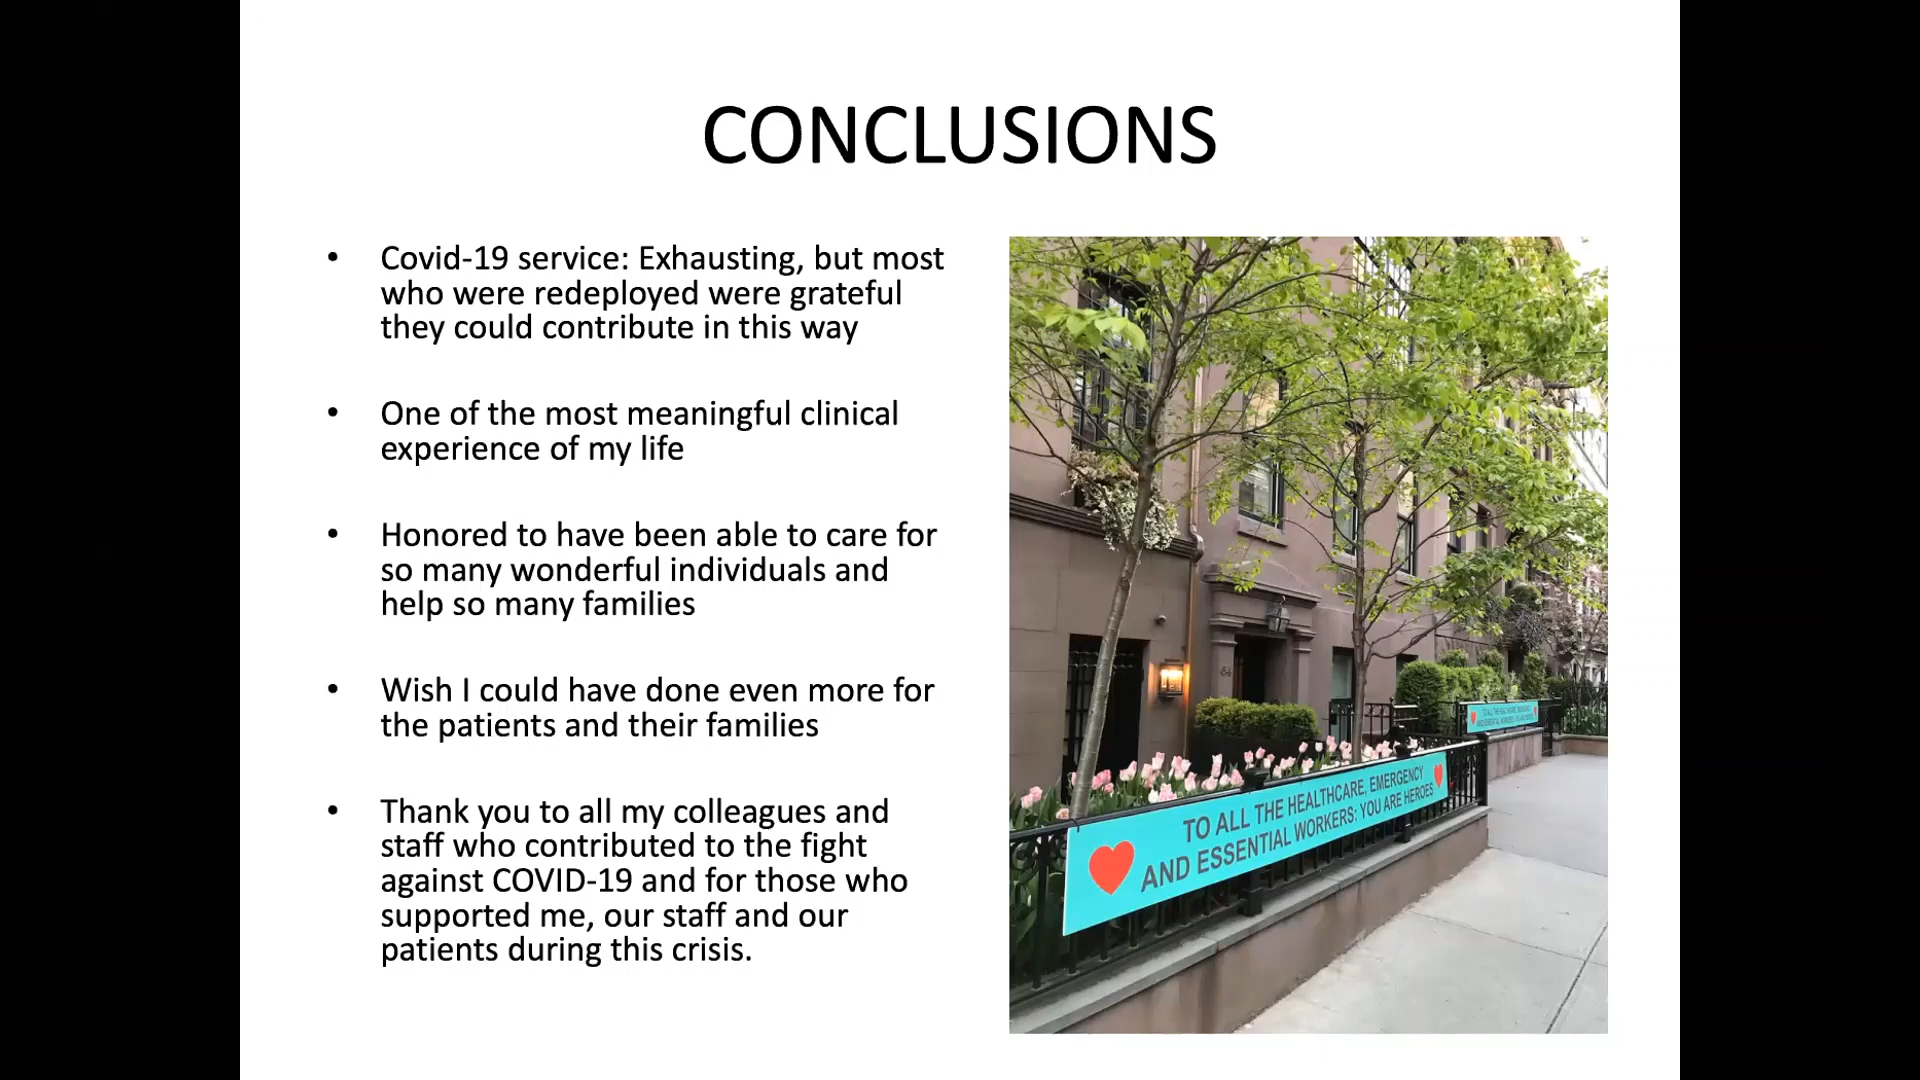 CONCLUSIONS
• Covid-19 service: Exhausting, but most
who were redeployed were grateful
they could contribute in this way
• One of the most meaningful clinical
experience of my life
• Honored to have been able to care for
so many wonderful individuals and
help so many families
• Wish I could have done even more for
the patients and their families
• Thank you to all my colleagues and
staff who contributed to the fight
against COVID-19 and for those who
supported me, our staff and our
patients during this crisis.
TO ALL THE HEALTHCARE, EMERGENCY
AND ESSENTIAL WORKERS: YOU ARE HEROES